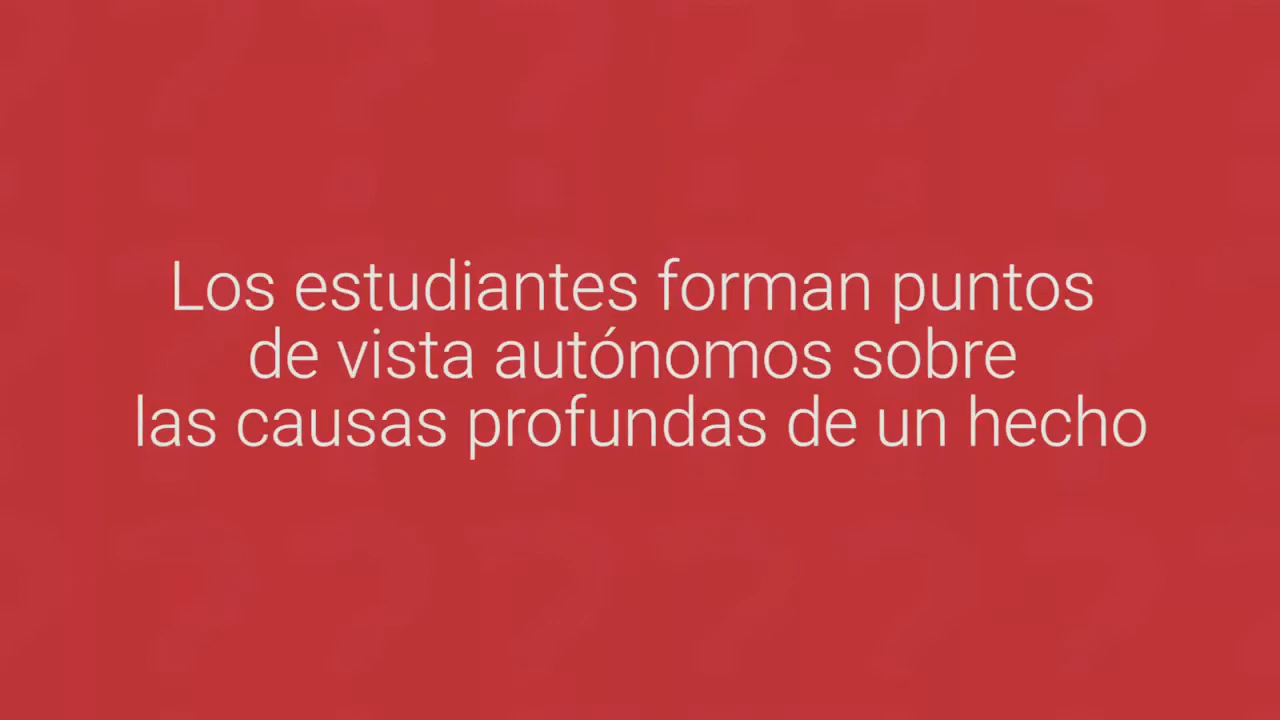 Los estudiantes forman puntos
de vista autónomos sobre
las causas profundas de un hecho